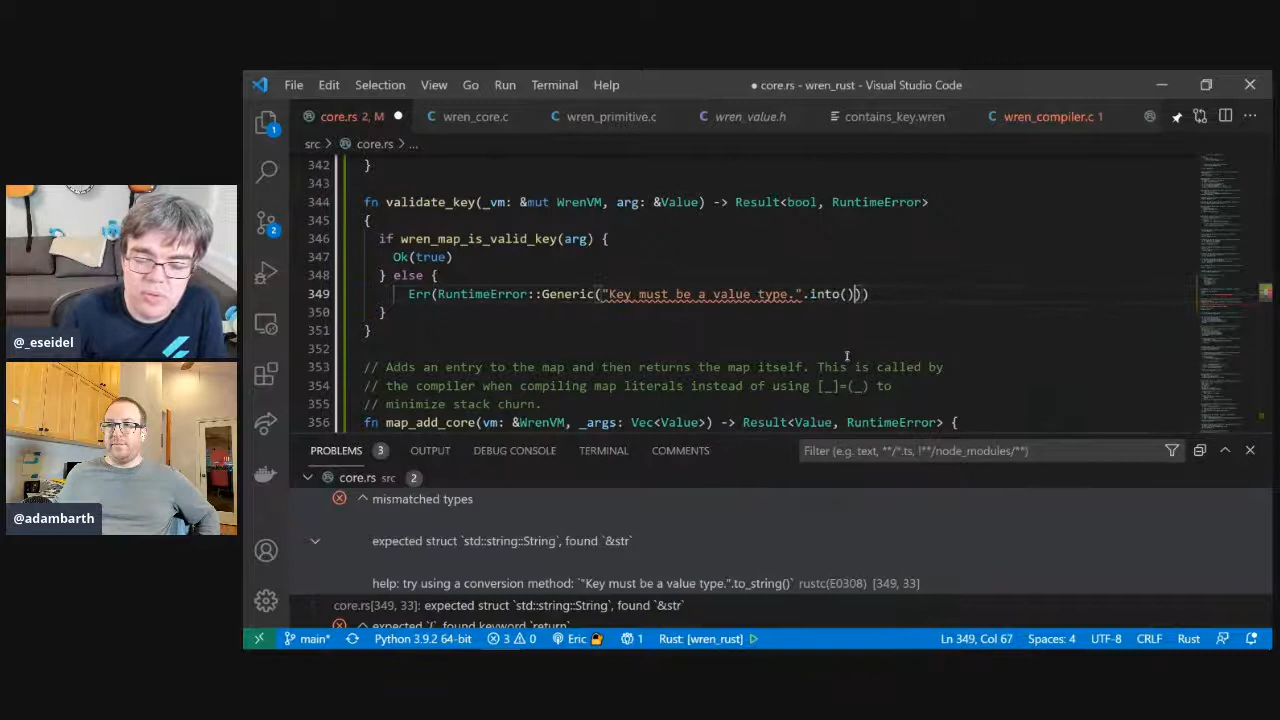 File Edit Selection View Go Run Terminal Help
● core.rs - wren_rust - Visual Studio Code
core.rs 2, M ● wren_core.c wren_primitive.c wren_value.h contains_key.wren wren_compiler.c 1
src > core.rs > ...
342 }
343
344 fn validate_key(_vm: &mut WrenVM, arg: &Value) -> Result<bool, RuntimeError>
345 {
346 if wren_map_is_valid_key(arg) {
347 Ok(true)
348 } else {
349 Err(RuntimeError::Generic("Key must be a value type.".into()))
350 }
351 }
352
353 // Adds an entry to the map and then returns the map itself. This is called by
354 // the compiler when compiling map literals instead of using [_]=(_) to
355 // minimize stack churn.
356 fn map_add_core(vm: &WrenVM, _args: Vec<Value>) -> Result<Value, RuntimeError> {
@_eseidel
@adambarth
PROBLEMS 3 OUTPUT DEBUG CONSOLE TERMINAL COMMENTS
Filter (e.g. text, **/*.ts, !**/node_modules/**)
core.rs src 2
mismatched types
expected struct `std::string::String`, found `&str`
help: try using a conversion method: `"Key must be a value type.".to_string()` rustc(E0308) [349, 33]
core.rs[349, 33]: expected struct `std::string::String`, found `&str`
expected `(`, found keyword `return`
main* Python 3.9.2 64-bit 3 0 Eric 1 Rust: [wren_rust] Ln 349, Col 67 Spaces: 4 UTF-8 CRLF Rust